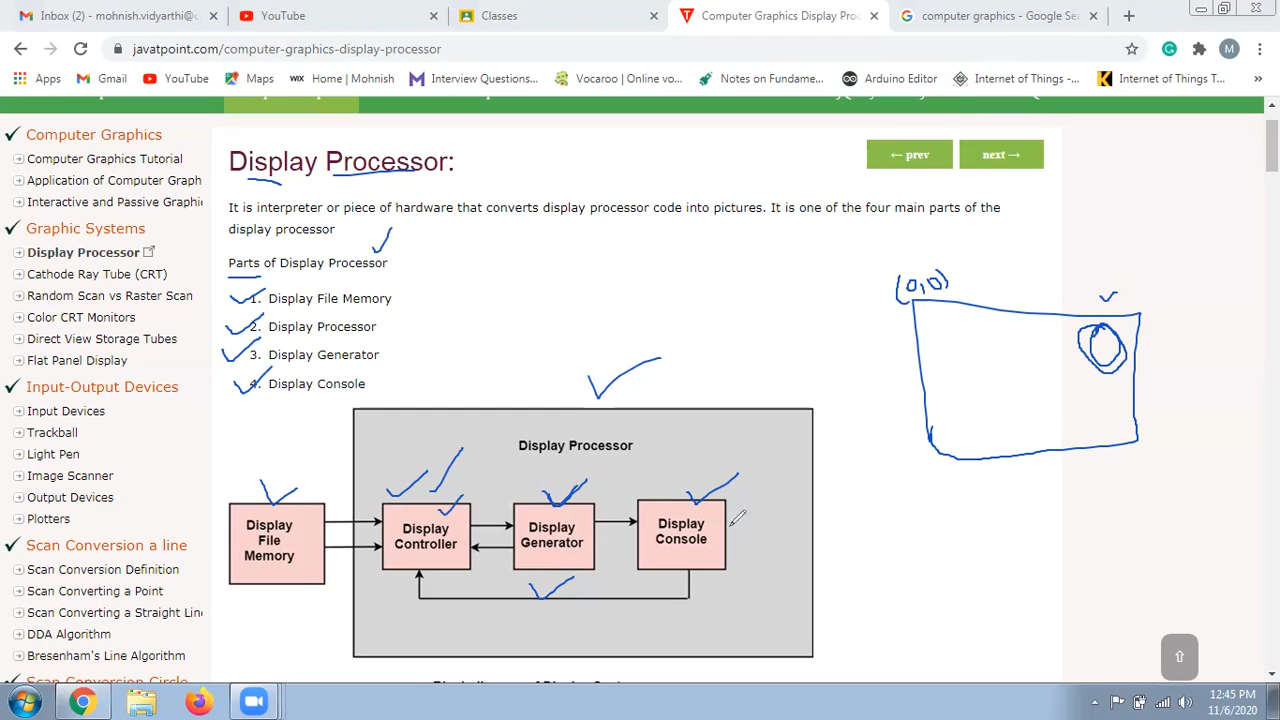 Inbox (2) - mohnish.vidyarthi@c
YouTube
Classes
Computer Graphics Display Proc
computer graphics - Google Sea
javatpoint.com/computer-graphics-display-processor
M
Apps
Gmail
YouTube
Maps
WIX Home | Mohnish
Interview Questions...
Vocaroo | Online vo...
Notes on Fundame...
Arduino Editor
Internet of Things -...
Internet of Things T...
»
Computer Graphics
Computer Graphics Tutorial
Application of Computer Graph
Interactive and Passive Graphic
Graphic Systems
Display Processor
Cathode Ray Tube (CRT)
Random Scan vs Raster Scan
Color CRT Monitors
Direct View Storage Tubes
Flat Panel Display
Input-Output Devices
Input Devices
Trackball
Light Pen
Image Scanner
Output Devices
Plotters
Scan Conversion a line
Scan Conversion Definition
Scan Converting a Point
Scan Converting a Straight Line
DDA Algorithm
Bresenham's Line Algorithm
Scan Conversion Circle
Display Processor:
← prev
next →
It is interpreter or piece of hardware that converts display processor code into pictures. It is one of the four main parts of the
display processor
Parts of Display Processor
1. Display File Memory
2. Display Processor
3. Display Generator
4. Display Console
(0,0)
Display Processor
Display
File
Memory
Display
Controller
Display
Generator
Display
Console
12:45 PM
11/6/2020